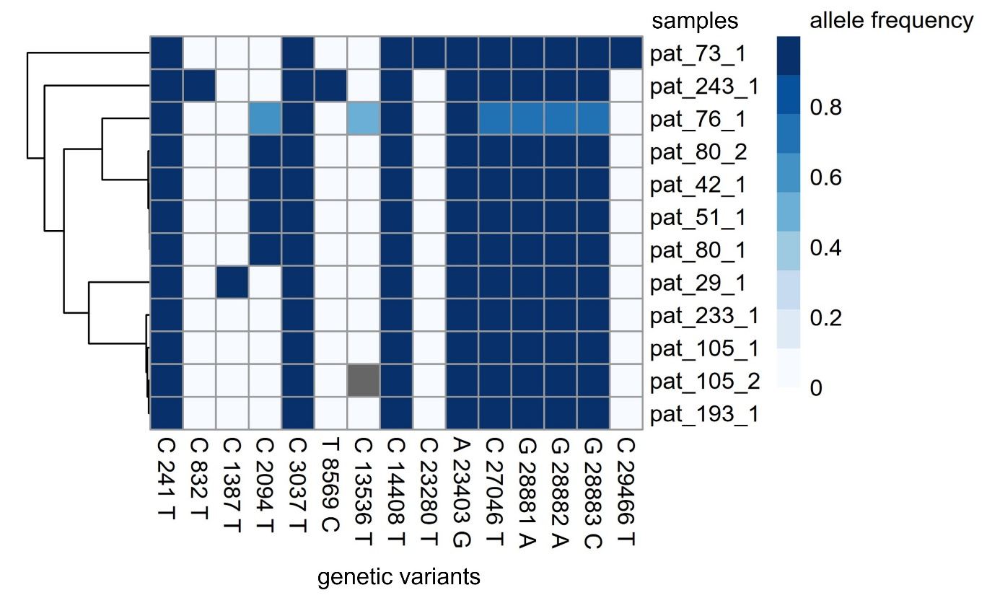 samples
allele frequency
pat_73_1
pat_243_1
pat_76_1
pat_80_2
pat_42_1
pat_51_1
pat_80_1
pat_29_1
pat_233_1
pat_105_1
pat_105_2
pat_193_1
0.8
0.6
0.4
0.2
0
C 241 T
C 832 T
C 1387 T
C 2094 T
C 3037 T
T 8569 C
C 13536 T
C 14408 T
C 23280 T
A 23403 G
C 27046 T
G 28881 A
G 28882 A
G 28883 C
C 29466 T
genetic variants